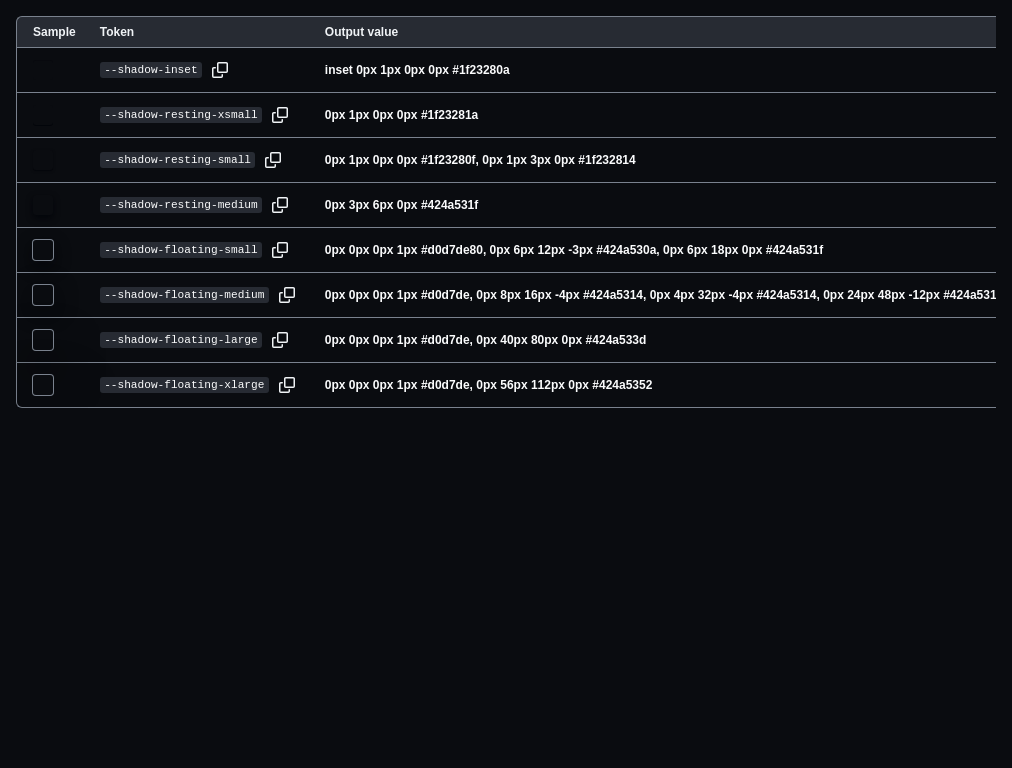 Sample Token Output value
--shadow-inset inset 0px 1px 0px 0px #1f23280a
--shadow-resting-xsmall 0px 1px 0px 0px #1f23281a
--shadow-resting-small 0px 1px 0px 0px #1f23280f, 0px 1px 3px 0px #1f232814
--shadow-resting-medium 0px 3px 6px 0px #424a531f
--shadow-floating-small 0px 0px 0px 1px #d0d7de80, 0px 6px 12px -3px #424a530a, 0px 6px 18px 0px #424a531f
--shadow-floating-medium 0px 0px 0px 1px #d0d7de, 0px 8px 16px -4px #424a5314, 0px 4px 32px -4px #424a5314, 0px 24px 48px -12px #424a531
--shadow-floating-large 0px 0px 0px 1px #d0d7de, 0px 40px 80px 0px #424a533d
--shadow-floating-xlarge 0px 0px 0px 1px #d0d7de, 0px 56px 112px 0px #424a5352